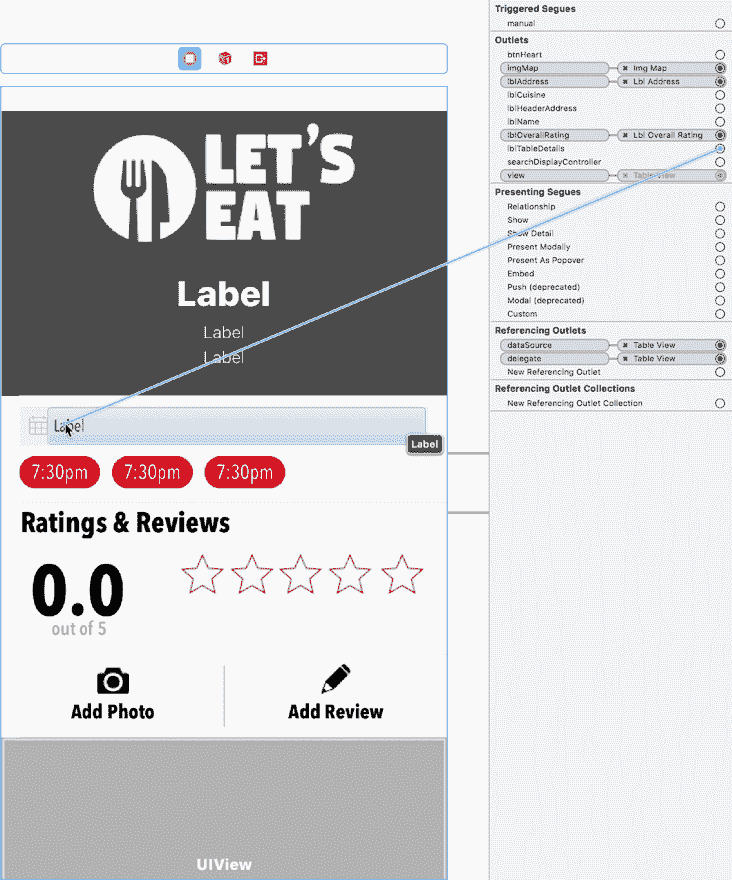 LET'S
EAT
Label
Label
Label
Label
Label
7:30pm 7:30pm 7:30pm
Ratings & Reviews
0.0
out of 5
Add Photo Add Review
UIView
Triggered Segues
manual
Outlets
btnHeart
imgMap Img Map
lblAddress Lbl Address
lblCuisine
lblHeaderAddress
lblName
lblOverallRating Lbl Overall Rating
lblTableDetails
searchDisplayController
view Table View
Presenting Segues
Relationship
Show
Show Detail
Present Modally
Present As Popover
Embed
Push (deprecated)
Modal (deprecated)
Custom
Referencing Outlets
dataSource Table View
delegate Table View
New Referencing Outlet
Referencing Outlet Collections
New Referencing Outlet Collection